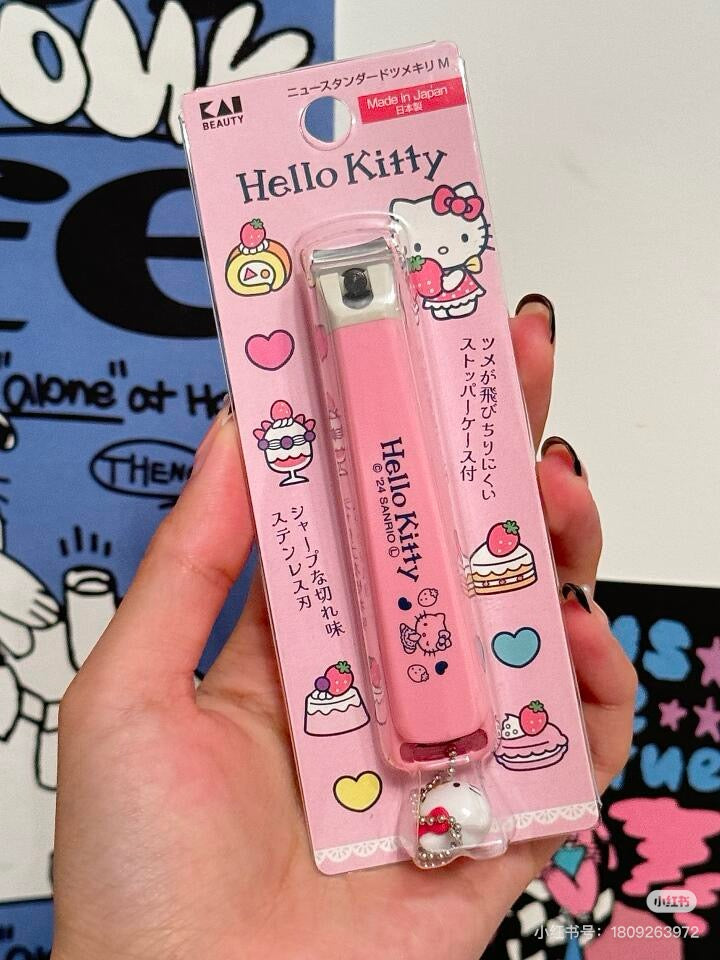 ニュースタンダードツメキリ M
KAI
BEAUTY
Made in Japan
日本製
Hello Kitty
ツメが飛びちりにくい
ストッパーケース付
Hello Kitty
© '24 SANRIO Ⓛ
シャープな切れ味
ステンレス刃
"alone" at
THEN
小红书
小红书号：1809263972